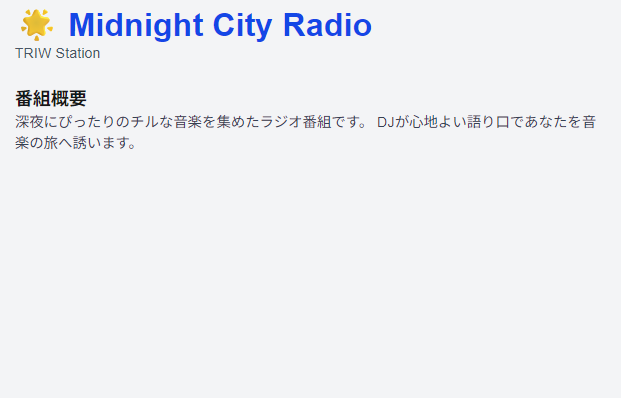 Midnight City Radio
TRIW Station
番組概要
深夜にぴったりのチルな音楽を集めたラジオ番組です。 DJが心地よい語り口であなたを音
楽の旅へ誘います。